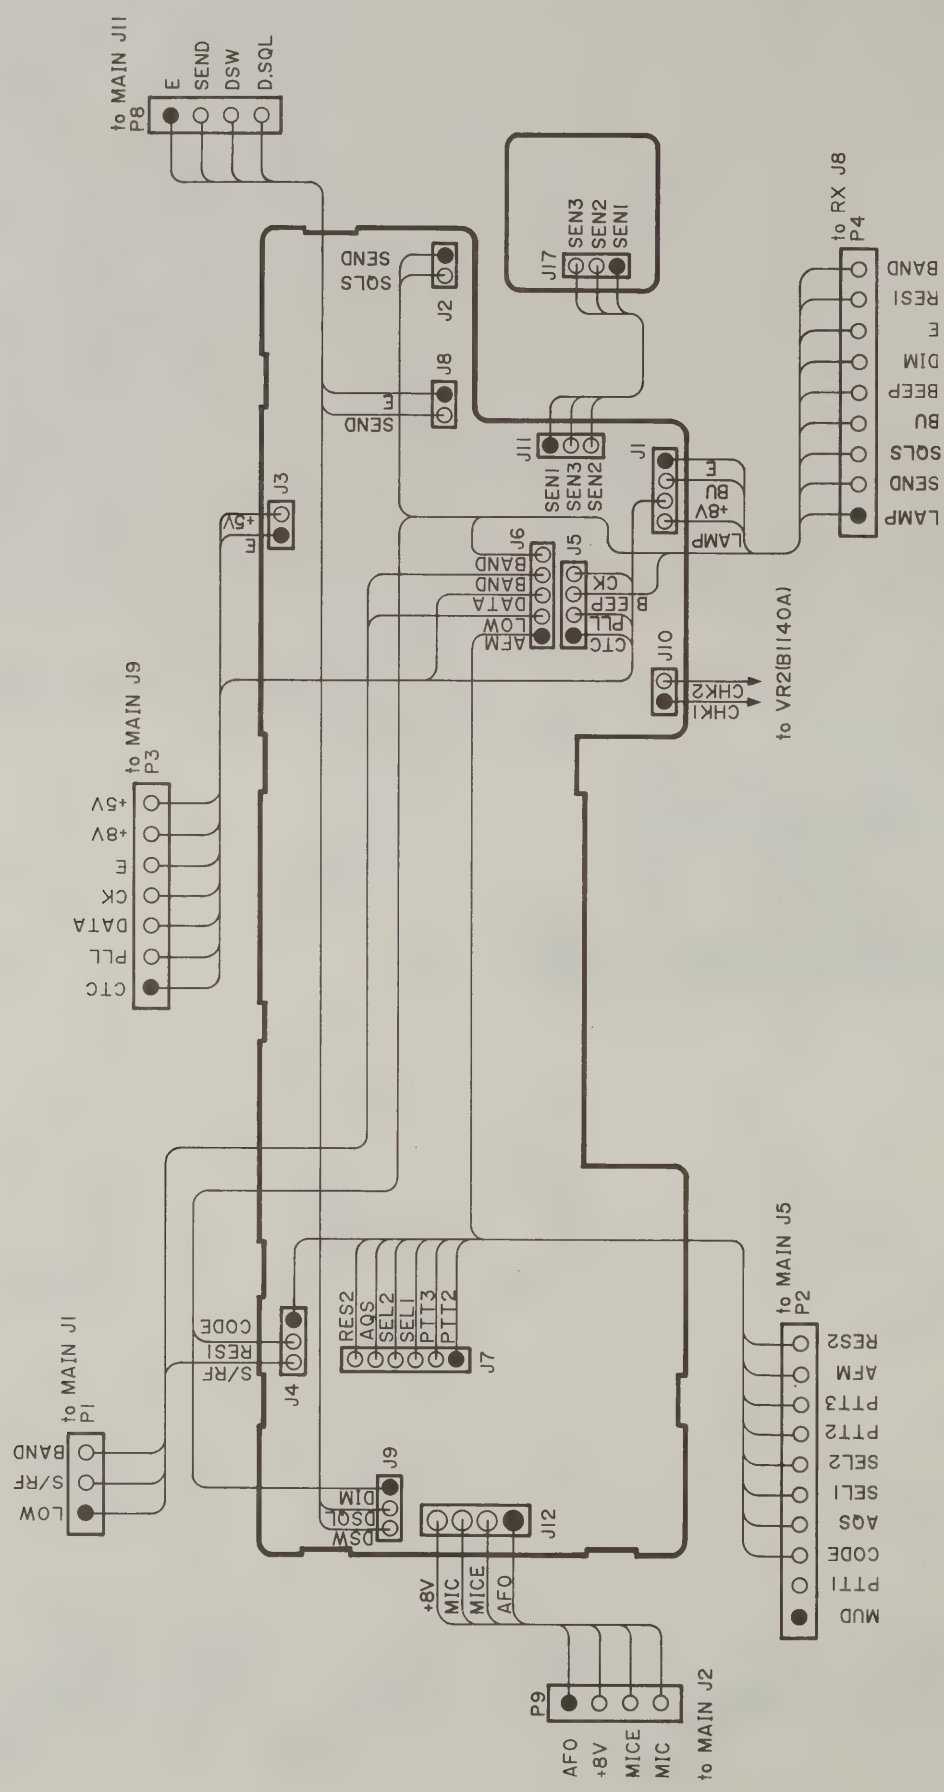 to MAIN J11
P8
E
SEND
DSW
D.SQL
SEND
SQLS
J2
J17
SEN3
SEN2
SEN1
to RX J8
P4
BAND
RES1
E
DIM
BEEP
BU
SQLS
SEND
LAMP
J8
E
SEND
J11
SEN1
SEN3
SEN2
J1
E
BU
+8V
LAMP
J3
+5V
E
J6
BAND
BAND
DATA
LOW
AFM
J5
CK
BEEP
PLL
CTC
J10
CHK2
CHK1
to VR2(B1140A)
to MAIN J9
P3
+5V
+8V
E
CK
DATA
PLL
CTC
to MAIN J1
P1
BAND
S/RF
LOW
CODE
RES1
S/RF
J4
RES2
AQS
SEL2
SEL1
PTT3
PTT2
J7
to MAIN J5
P2
RES2
AFM
PTT3
PTT2
SEL2
SEL1
AQS
CODE
PTT1
MUD
J9
DIM
DSQL
DSW
J12
+8V
MIC
MICE
AFO
P9
AFO
+8V
MICE
MIC
to MAIN J2